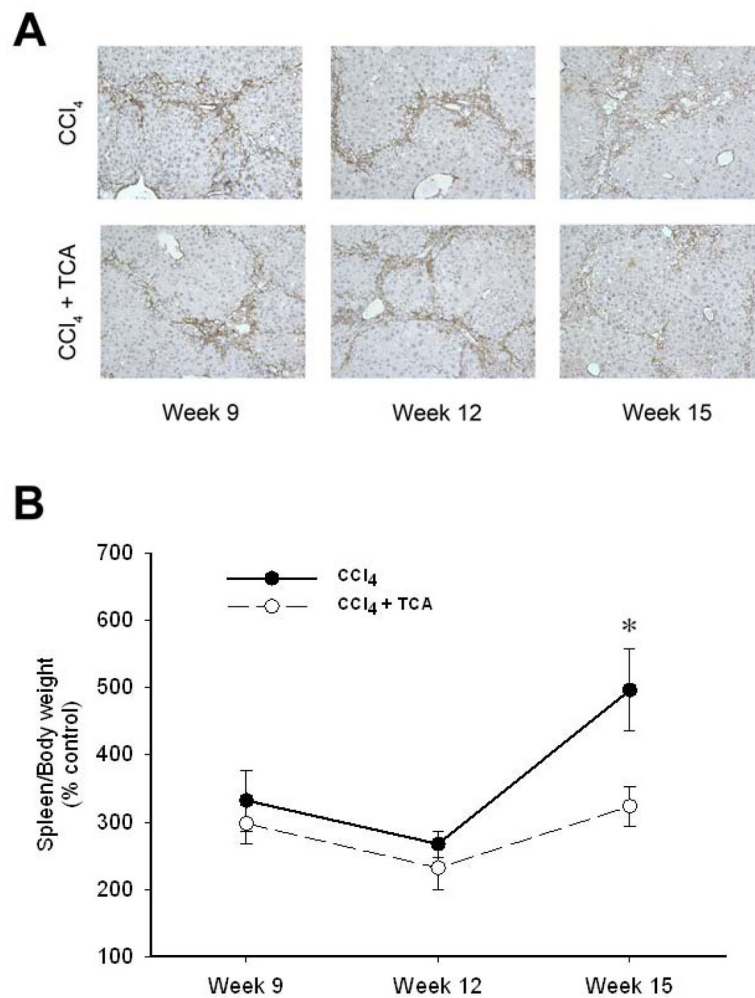 A
CCl₄
CCl₄ + TCA
Week 9
Week 12
Week 15
B
700
600
500
400
300
200
100
Spleen/Body weight
(% control)
CCl₄
CCl₄ + TCA
*
Week 9
Week 12
Week 15